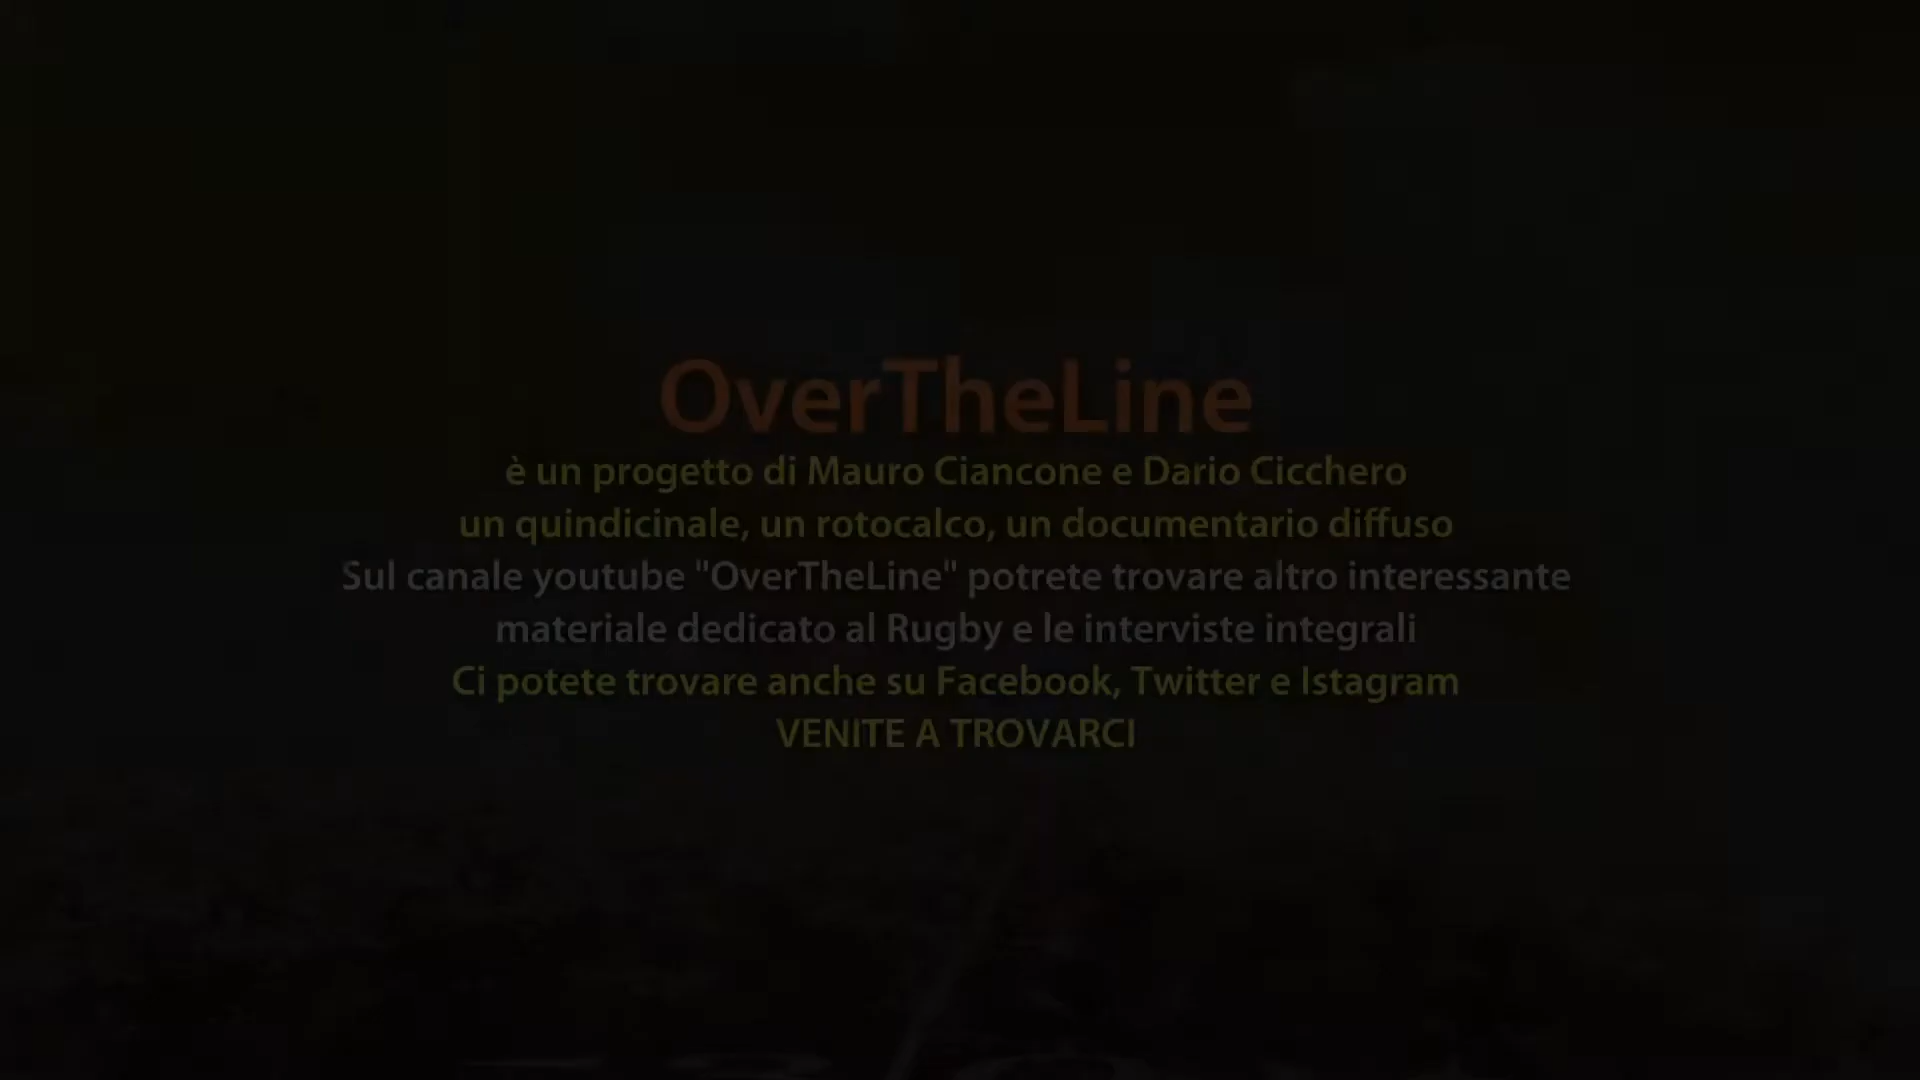 OverTheLine
è un progetto di Mauro Ciancone e Dario Cicchero
un quindicinale, un rotocalco, un documentario diffuso
Sul canale youtube "OverTheLine" potrete trovare altro interessante
materiale dedicato al Rugby e le interviste integrali
Ci potete trovare anche su Facebook, Twitter e Istagram
VENITE A TROVARCI